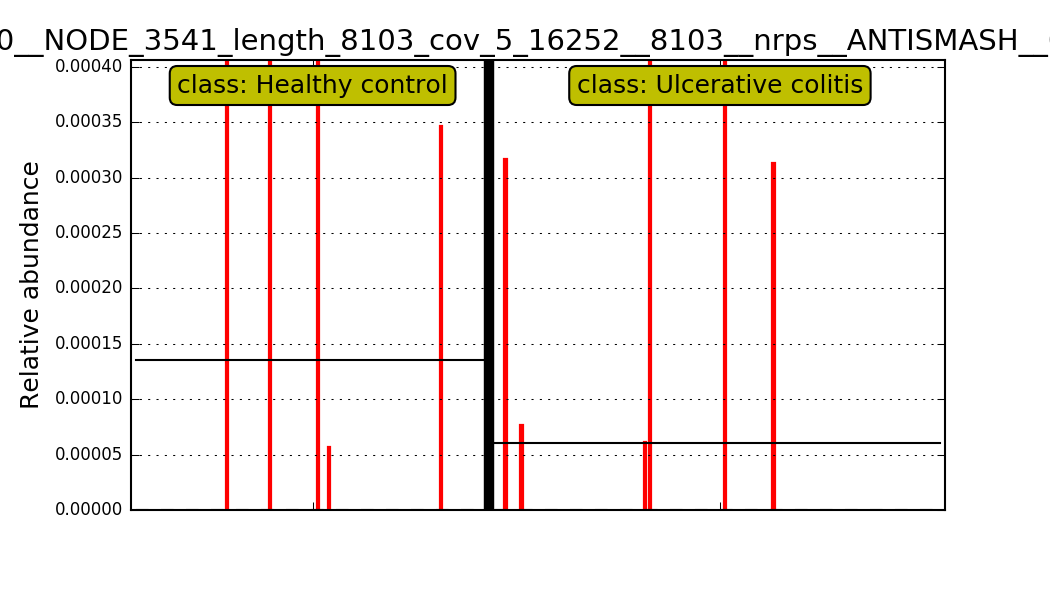 0__NODE_3541_length_8103_cov_5_16252__8103__nrps__ANTISMASH__
class: Healthy control
class: Ulcerative colitis
Relative abundance
0.00040
0.00035
0.00030
0.00025
0.00020
0.00015
0.00010
0.00005
0.00000